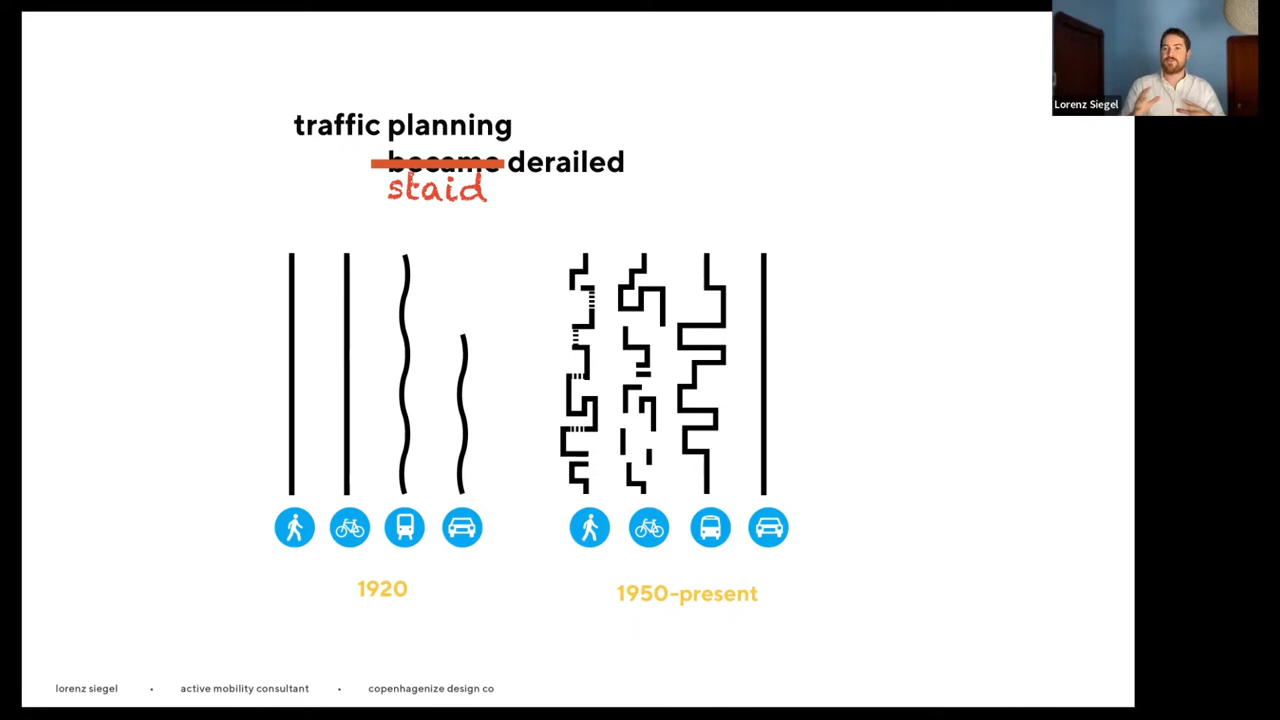 Lorenz Siegel
traffic planning
became derailed
staid
1920
1950-present
lorenz siegel • active mobility consultant • copenhagenize design co